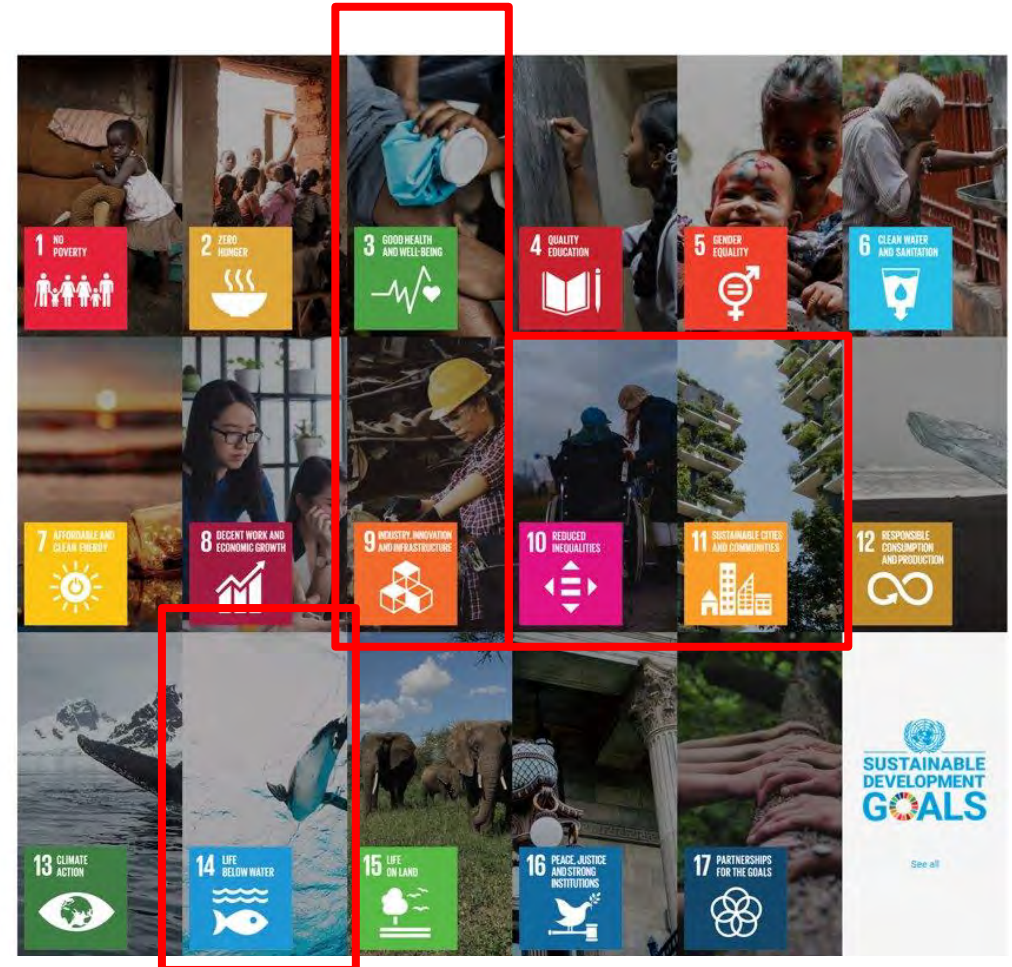 1 NO
POVERTY
2 ZERO
HUNGER
3 GOOD HEALTH
AND WELL-BEING
4 QUALITY
EDUCATION
5 GENDER
EQUALITY
6 CLEAN WATER
AND SANITATION
7 AFFORDABLE AND
CLEAN ENERGY
8 DECENT WORK AND
ECONOMIC GROWTH
9 INDUSTRY, INNOVATION
AND INFRASTRUCTURE
10 REDUCED
INEQUALITIES
11 SUSTAINABLE CITIES
AND COMMUNITIES
12 RESPONSIBLE
CONSUMPTION
AND PRODUCTION
13 CLIMATE
ACTION
14 LIFE
BELOW WATER
15 LIFE
ON LAND
16 PEACE, JUSTICE
AND STRONG
INSTITUTIONS
17 PARTNERSHIPS
FOR THE GOALS
SUSTAINABLE
DEVELOPMENT
GOALS
See all